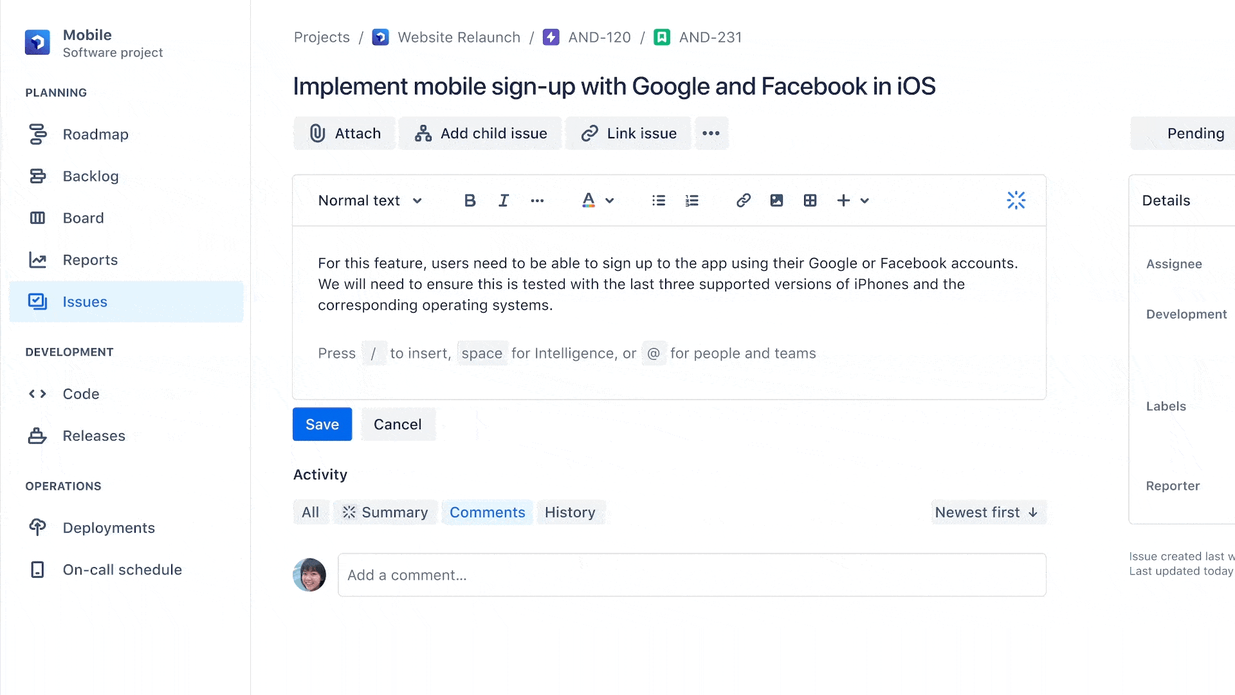 Mobile
Software project
PLANNING
Roadmap
Backlog
Board
Reports
Issues
DEVELOPMENT
Code
Releases
OPERATIONS
Deployments
On-call schedule
Projects / Website Relaunch / AND-120 / AND-231
Implement mobile sign-up with Google and Facebook in iOS
Attach Add child issue Link issue
Normal text B I A
For this feature, users need to be able to sign up to the app using their Google or Facebook accounts.
We will need to ensure this is tested with the last three supported versions of iPhones and the
corresponding operating systems.
Press / to insert, space for Intelligence, or @ for people and teams
Save Cancel
Activity
All Summary Comments History Newest first
Add a comment...
Pending
Details
Assignee
Development
Labels
Reporter
Issue created last
Last updated today